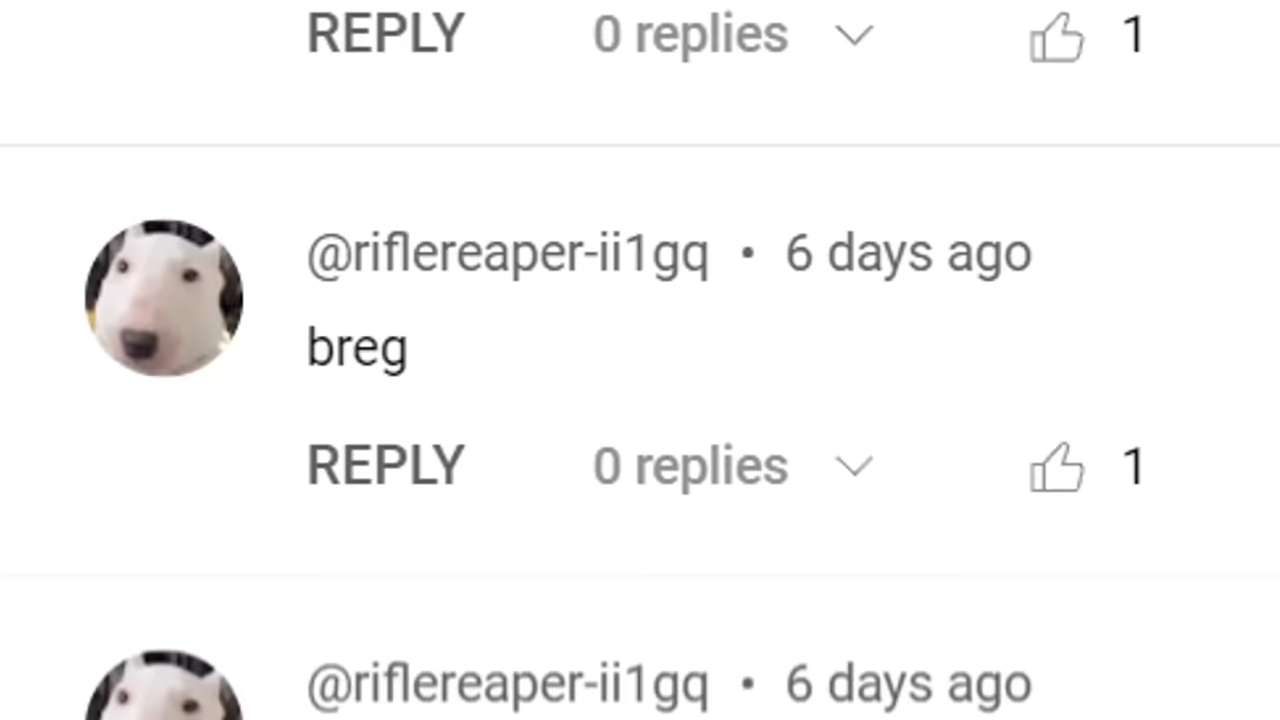 REPLY 0 replies 1
@riflereaper-ii1gq • 6 days ago
breg
REPLY 0 replies 1
@riflereaper-ii1gq • 6 days ago